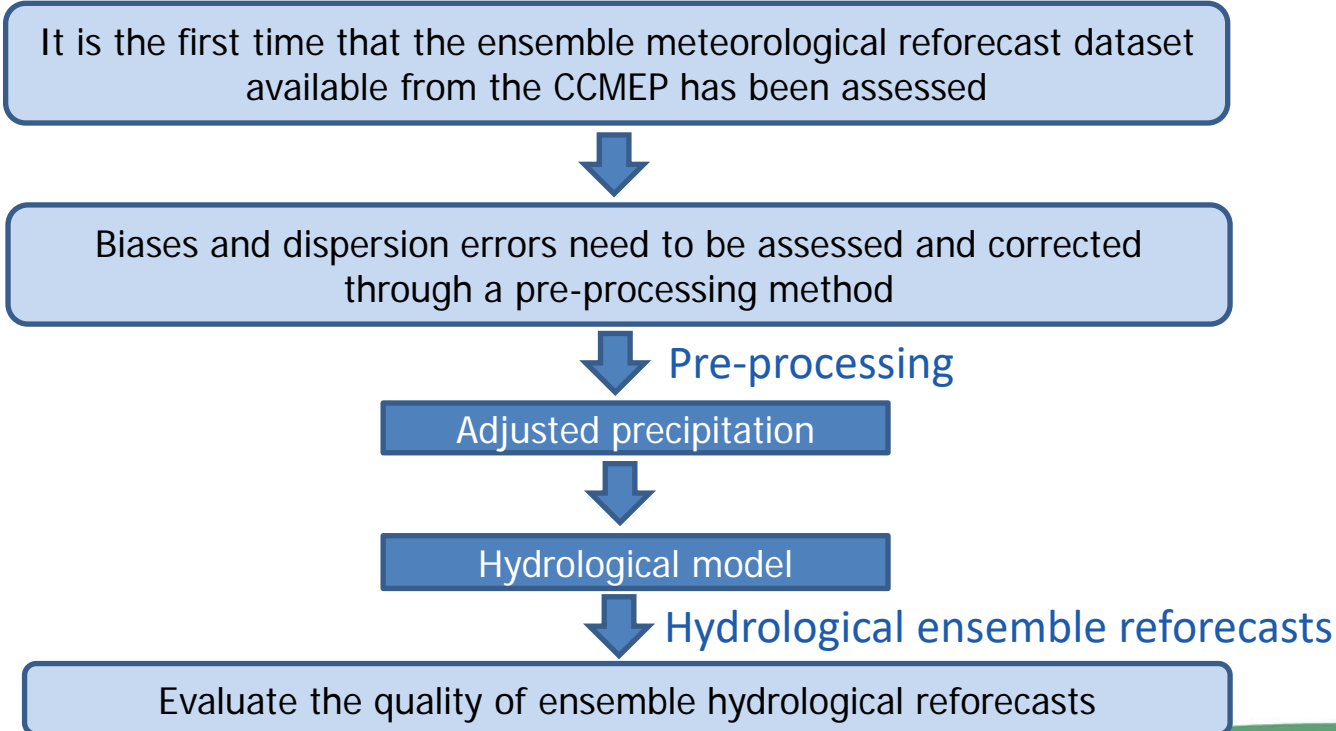 It is the first time that the ensemble meteorological reforecast dataset
available from the CCMEP has been assessed
Biases and dispersion errors need to be assessed and corrected
through a pre-processing method
Pre-processing
Adjusted precipitation
Hydrological model
Hydrological ensemble reforecasts
Evaluate the quality of ensemble hydrological reforecasts